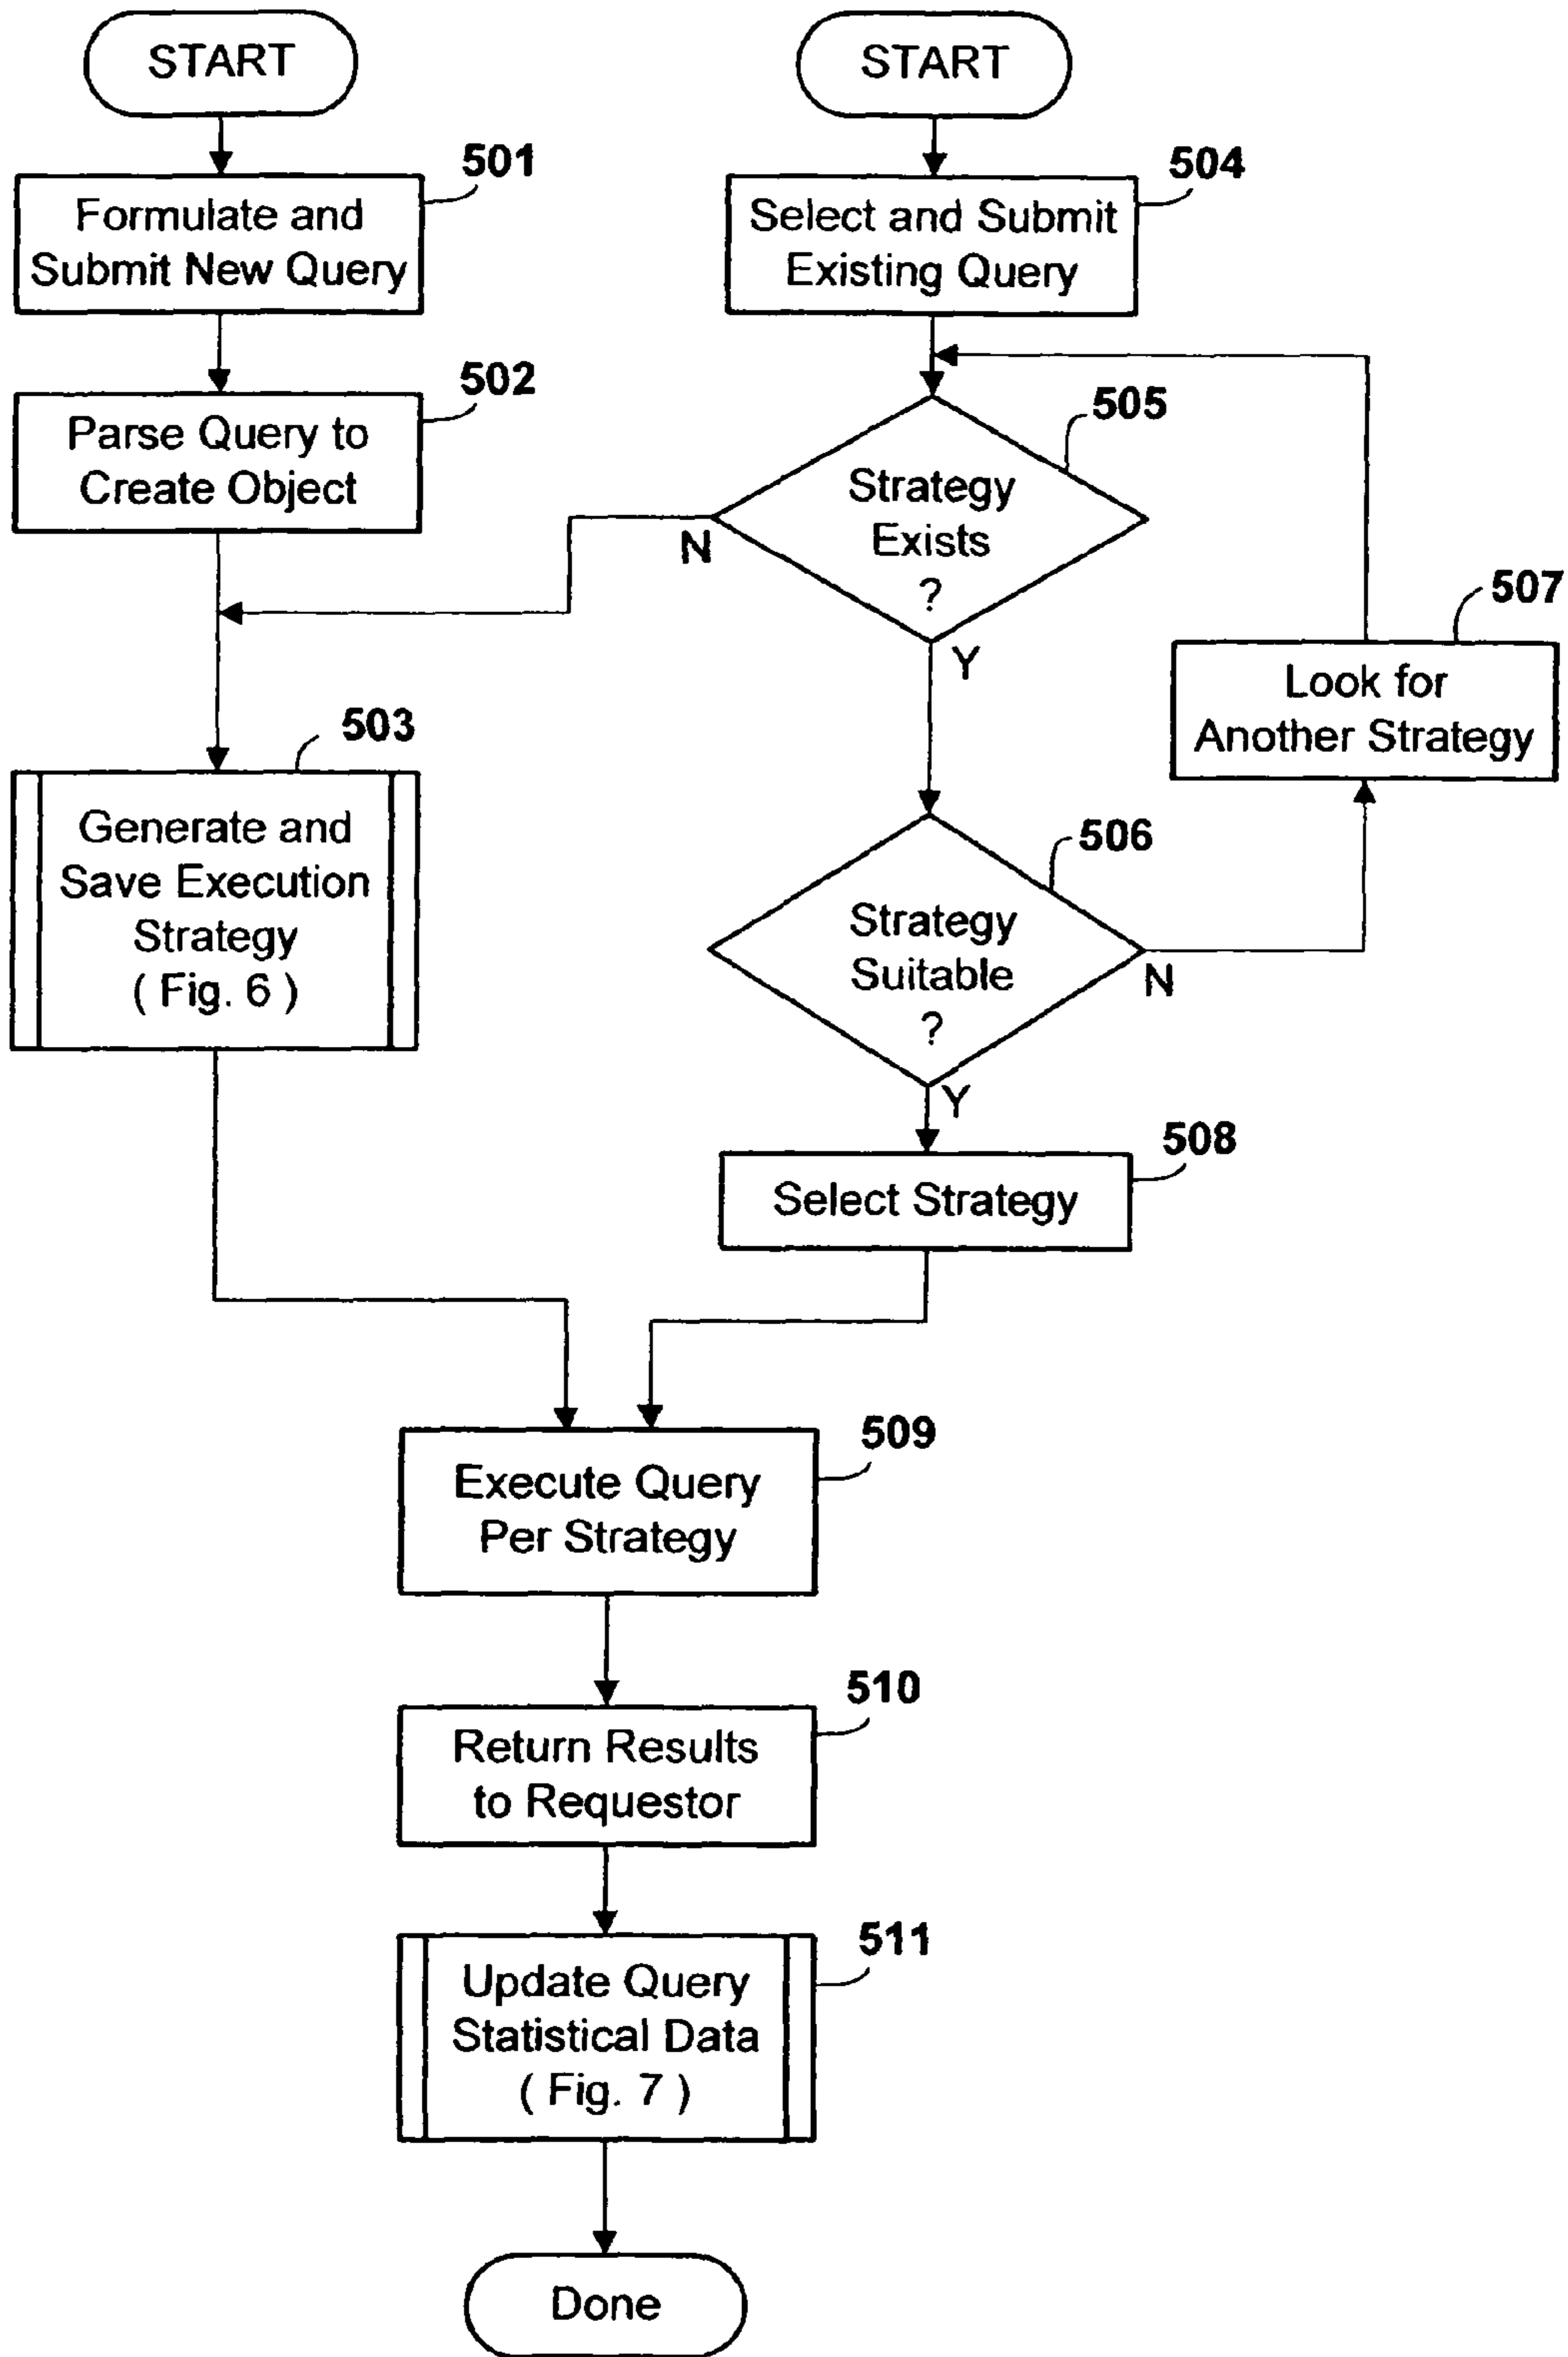 START
501
Formulate and
Submit New Query
502
Parse Query to
Create Object
503
Generate and
Save Execution
Strategy
( Fig. 6 )
START
504
Select and Submit
Existing Query
505
Strategy
Exists
?
N
Y
507
Look for
Another Strategy
506
Strategy
Suitable
?
N
Y
508
Select Strategy
509
Execute Query
Per Strategy
510
Return Results
to Requestor
511
Update Query
Statistical Data
( Fig. 7 )
Done